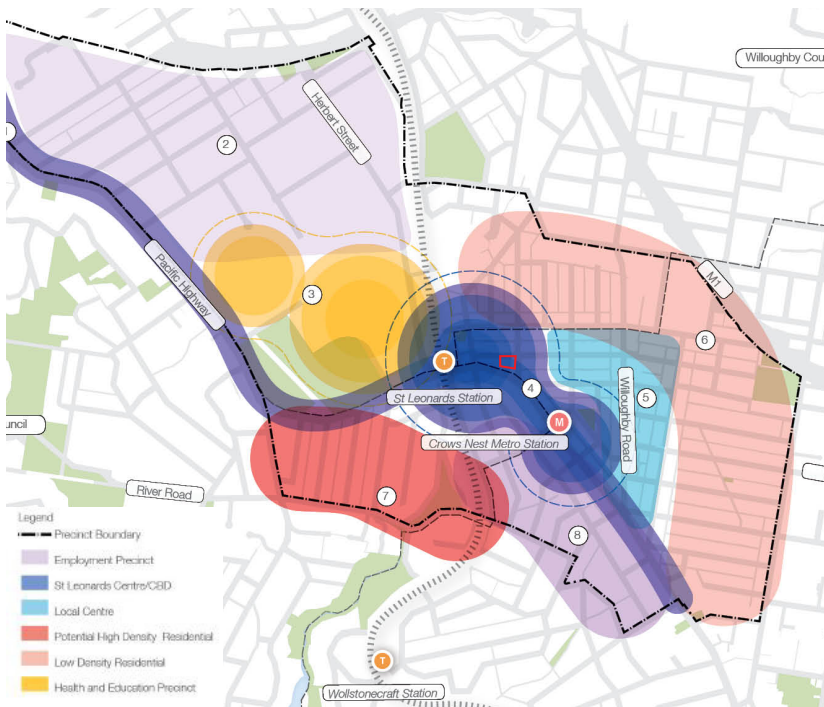 Willoughby Cou
Herbert Street
2
Pacific Highway
3
M1
6
T
4
5
St Leonards Station
M
Willoughby Road
Crows Nest Metro Station
uncil
River Road
7
8
Legend
Precinct Boundary
Employment Precinct
St Leonards Centre/CBD
Local Centre
Potential High Density Residential
Low Density Residential
Health and Education Precinct
T
Wollstonecraft Station